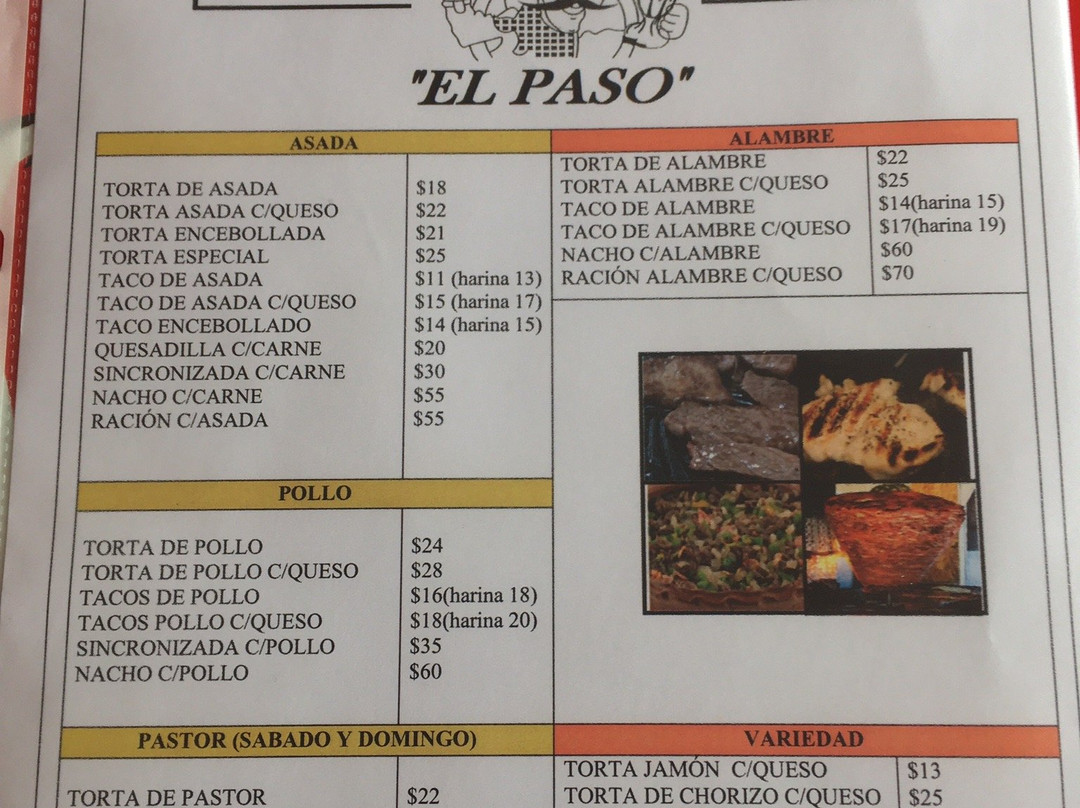 "EL PASO"
ASADA
TORTA DE ASADA $18
TORTA ASADA C/QUESO $22
TORTA ENCEBOLLADA $21
TORTA ESPECIAL $25
TACO DE ASADA $11 (harina 13)
TACO DE ASADA C/QUESO $15 (harina 17)
TACO ENCEBOLLADO $14 (harina 15)
QUESADILLA C/CARNE $20
SINCRONIZADA C/CARNE $30
NACHO C/CARNE $55
RACIÓN C/ASADA $55
POLLO
TORTA DE POLLO $24
TORTA DE POLLO C/QUESO $28
TACOS DE POLLO $16(harina 18)
TACOS POLLO C/QUESO $18(harina 20)
SINCRONIZADA C/POLLO $35
NACHO C/POLLO $60
PASTOR (SABADO Y DOMINGO)
TORTA DE PASTOR $22
ALAMBRE
TORTA DE ALAMBRE $22
TORTA ALAMBRE C/QUESO $25
TACO DE ALAMBRE $14(harina 15)
TACO DE ALAMBRE C/QUESO $17(harina 19)
NACHO C/ALAMBRE $60
RACIÓN ALAMBRE C/QUESO $70
VARIEDAD
TORTA JAMÓN C/QUESO $13
TORTA DE CHORIZO C/QUESO $25